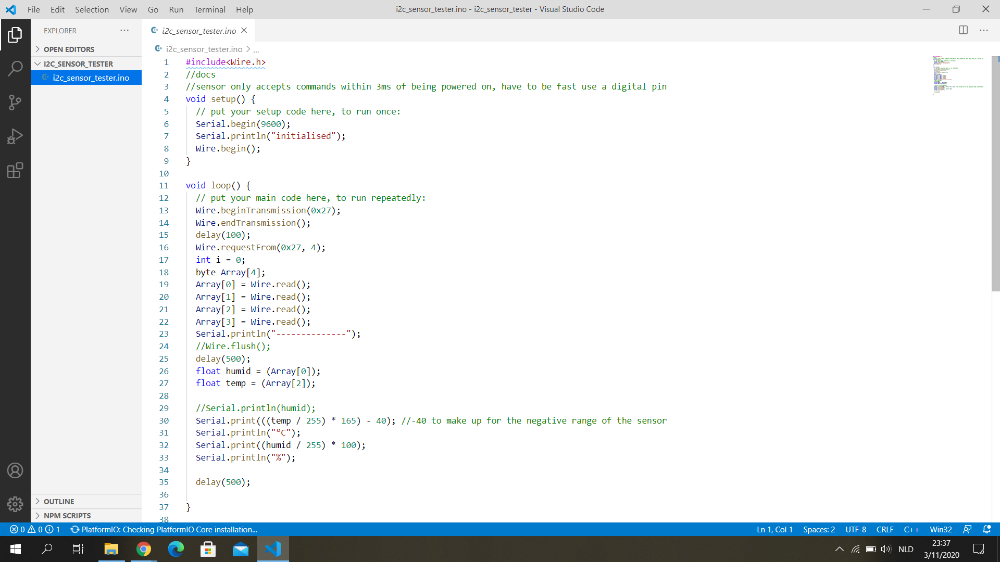 File Edit Selection View Go Run Terminal Help
i2c_sensor_tester.ino - i2c_sensor_tester - Visual Studio Code
EXPLORER
OPEN EDITORS
I2C_SENSOR_TESTER
i2c_sensor_tester.ino
i2c_sensor_tester.ino
i2c_sensor_tester.ino > ...
1 #include<Wire.h>
2 //docs
3 //sensor only accepts commands within 3ms of being powered on, have to be fast use a digital pin
4 void setup() {
5 // put your setup code here, to run once:
6 Serial.begin(9600);
7 Serial.println("initialised");
8 Wire.begin();
9 }
10
11 void loop() {
12 // put your main code here, to run repeatedly:
13 Wire.beginTransmission(0x27);
14 Wire.endTransmission();
15 delay(100);
16 Wire.requestFrom(0x27, 4);
17 int i = 0;
18 byte Array[4];
19 Array[0] = Wire.read();
20 Array[1] = Wire.read();
21 Array[2] = Wire.read();
22 Array[3] = Wire.read();
23 Serial.println("--------------");
24 //Wire.flush();
25 delay(500);
26 float humid = (Array[0]);
27 float temp = (Array[2]);
28
29 //Serial.println(humid);
30 Serial.print(((temp / 255) * 165) - 40); //-40 to make up for the negative range of the sensor
31 Serial.println("°C");
32 Serial.print((humid / 255) * 100);
33 Serial.println("%");
34
35 delay(500);
36
37 }
38
OUTLINE
NPM SCRIPTS
0 0 1 PlatformIO: Checking PlatformIO Core installation...
Ln 1, Col 1 Spaces: 2 UTF-8 CRLF C++ Win32
NLD
23:37
3/11/2020